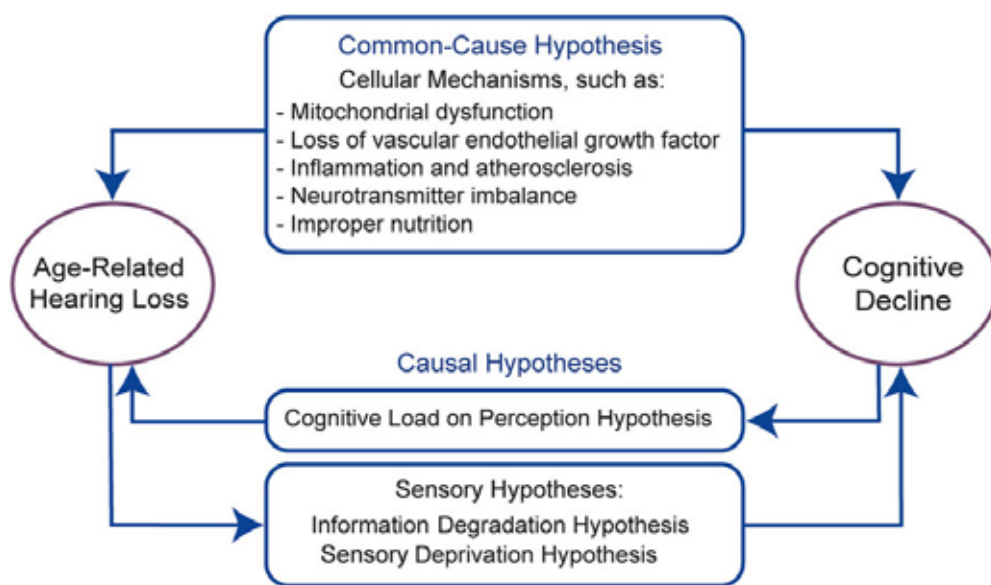 Common-Cause Hypothesis
Cellular Mechanisms, such as:
- Mitochondrial dysfunction
- Loss of vascular endothelial growth factor
- Inflammation and atherosclerosis
- Neurotransmitter imbalance
- Improper nutrition
Age-Related
Hearing Loss
Cognitive
Decline
Causal Hypotheses
Cognitive Load on Perception Hypothesis
Sensory Hypotheses:
Information Degradation Hypothesis
Sensory Deprivation Hypothesis